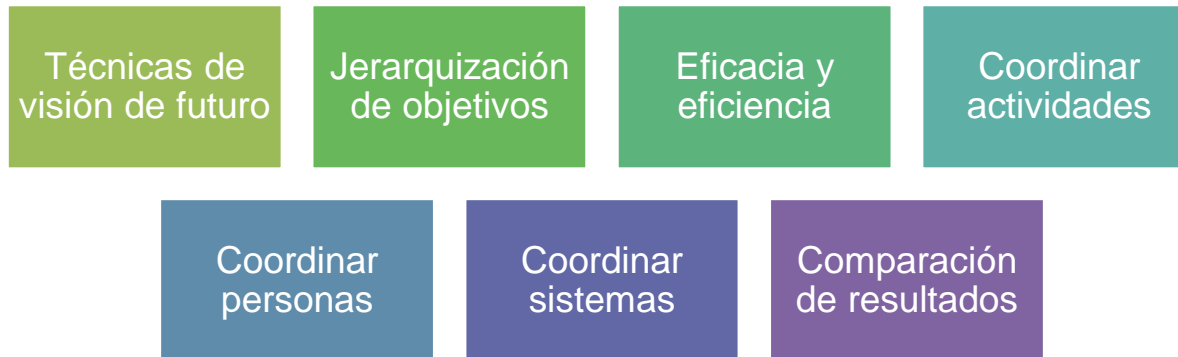 Técnicas de
visión de futuro
Jerarquización
de objetivos
Eficacia y
eficiencia
Coordinar
actividades
Coordinar
personas
Coordinar
sistemas
Comparación
de resultados